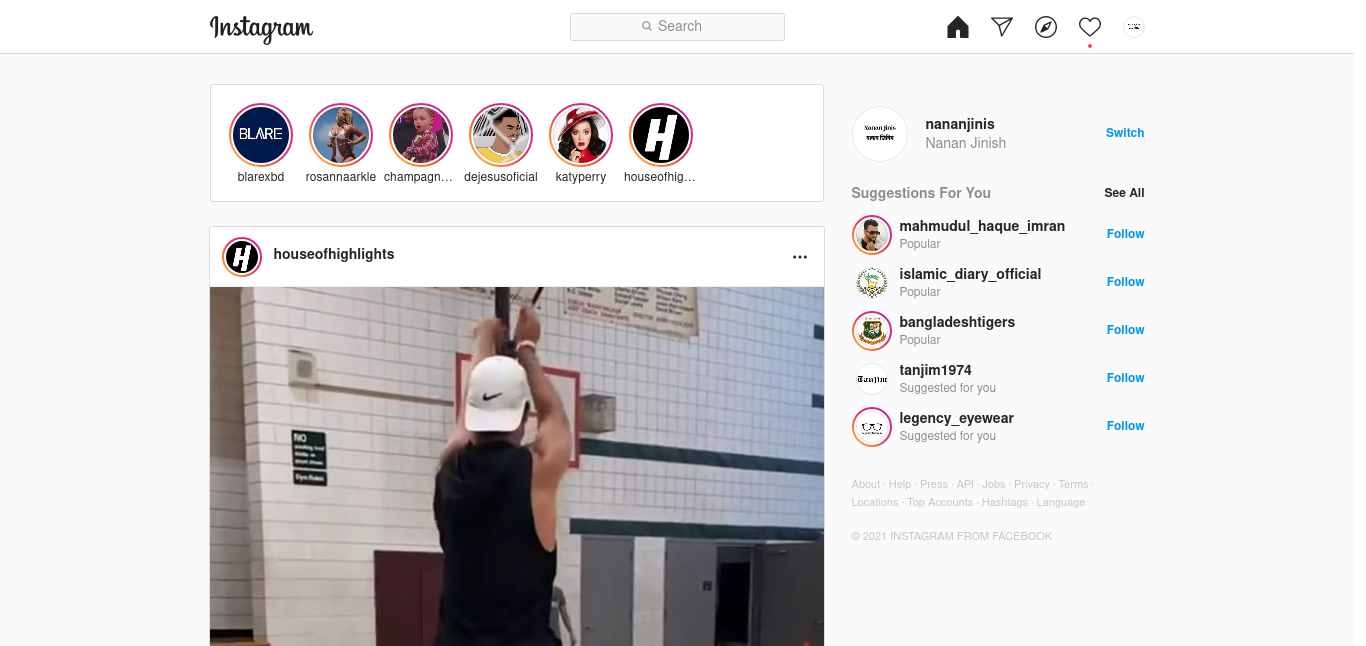 Instagram
Search
BLARE
blarexbd
rosannaarkle
champagn...
dejesusoficial
katyperry
H
houseofhig...
Nanan Jinis
nananjinis
Nanan Jinish
Switch
Suggestions For You
See All
mahmudul_haque_imran
Popular
Follow
islamic_diary_official
Popular
Follow
bangladeshtigers
Popular
Follow
Tanjim
tanjim1974
Suggested for you
Follow
legency_eyewear
Suggested for you
Follow
About · Help · Press · API · Jobs · Privacy · Terms ·
Locations · Top Accounts · Hashtags · Language
© 2021 INSTAGRAM FROM FACEBOOK
H
houseofhighlights
NO
Gym Rules